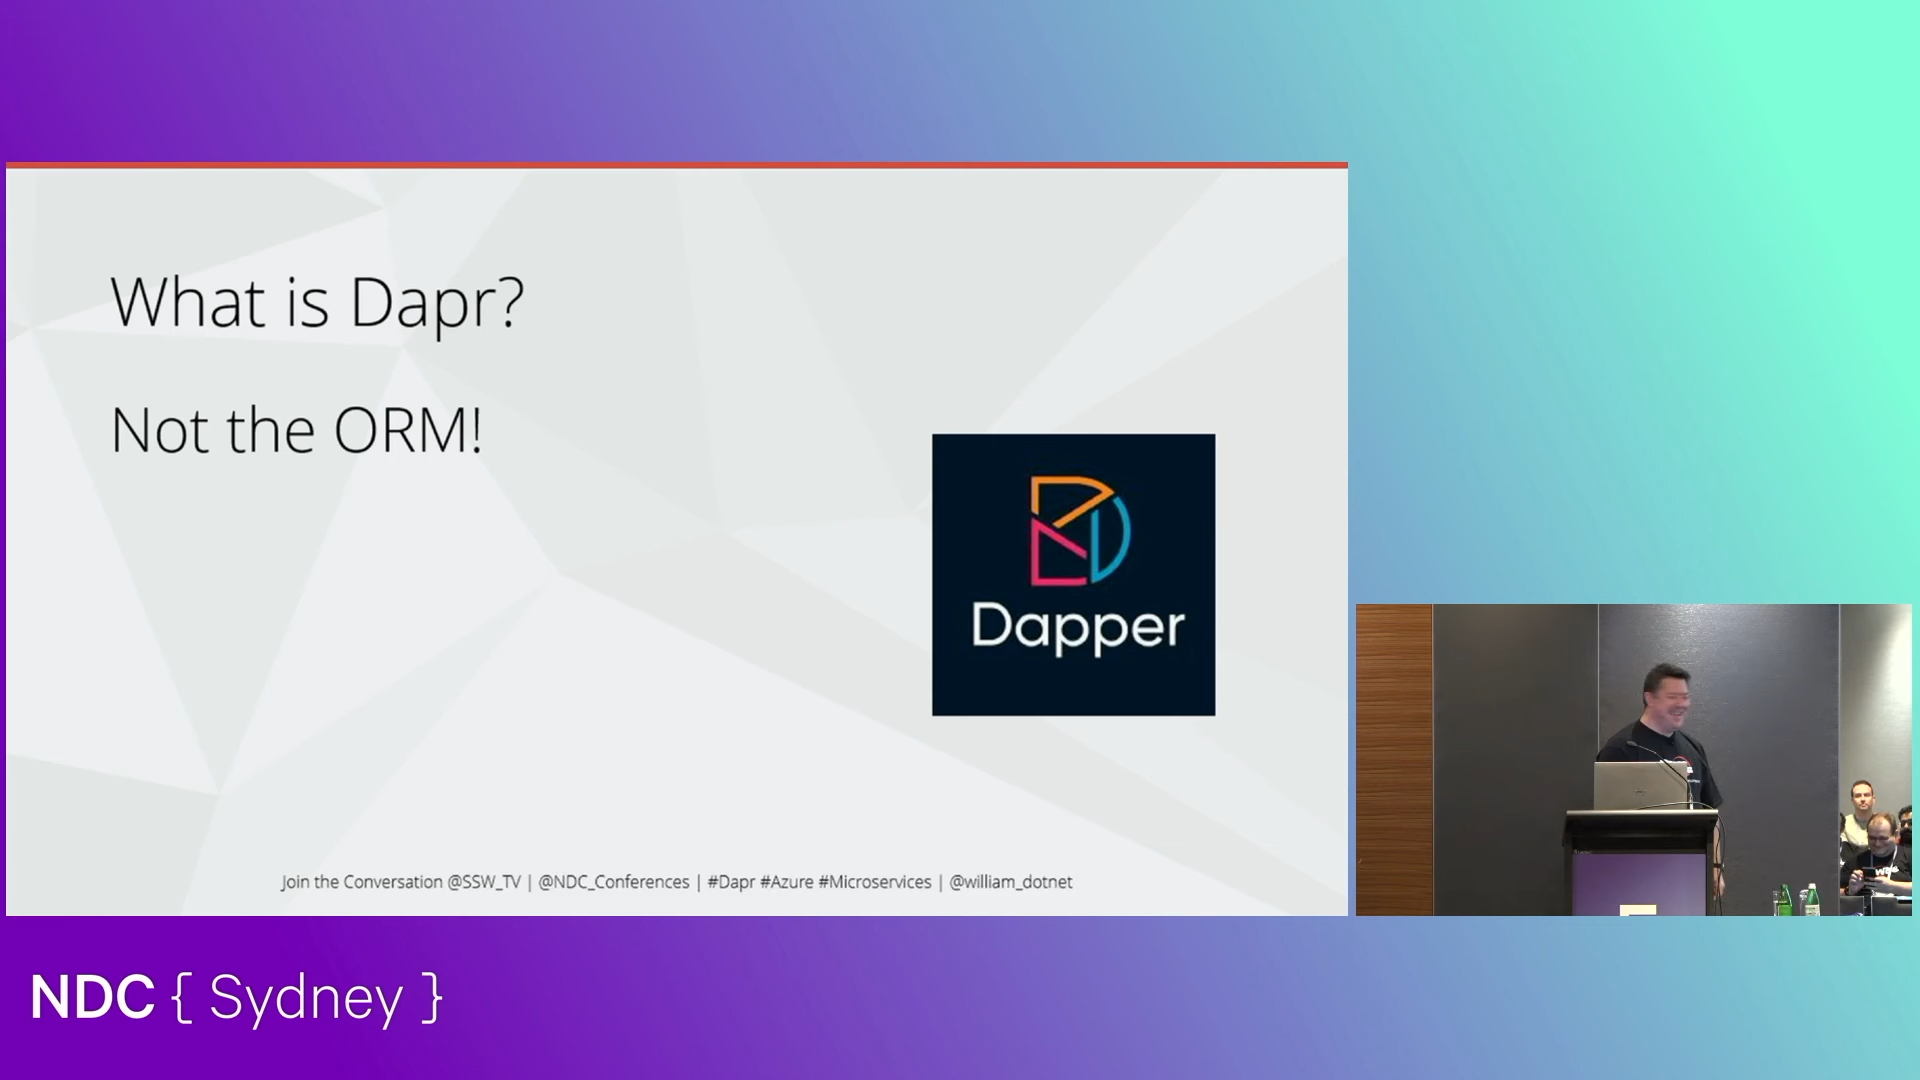 What is Dapr?
Not the ORM!
Dapper
Join the Conversation @SSW_TV | @NDC_Conferences | #Dapr #Azure #Microservices | @william_dotnet
NDC { Sydney }